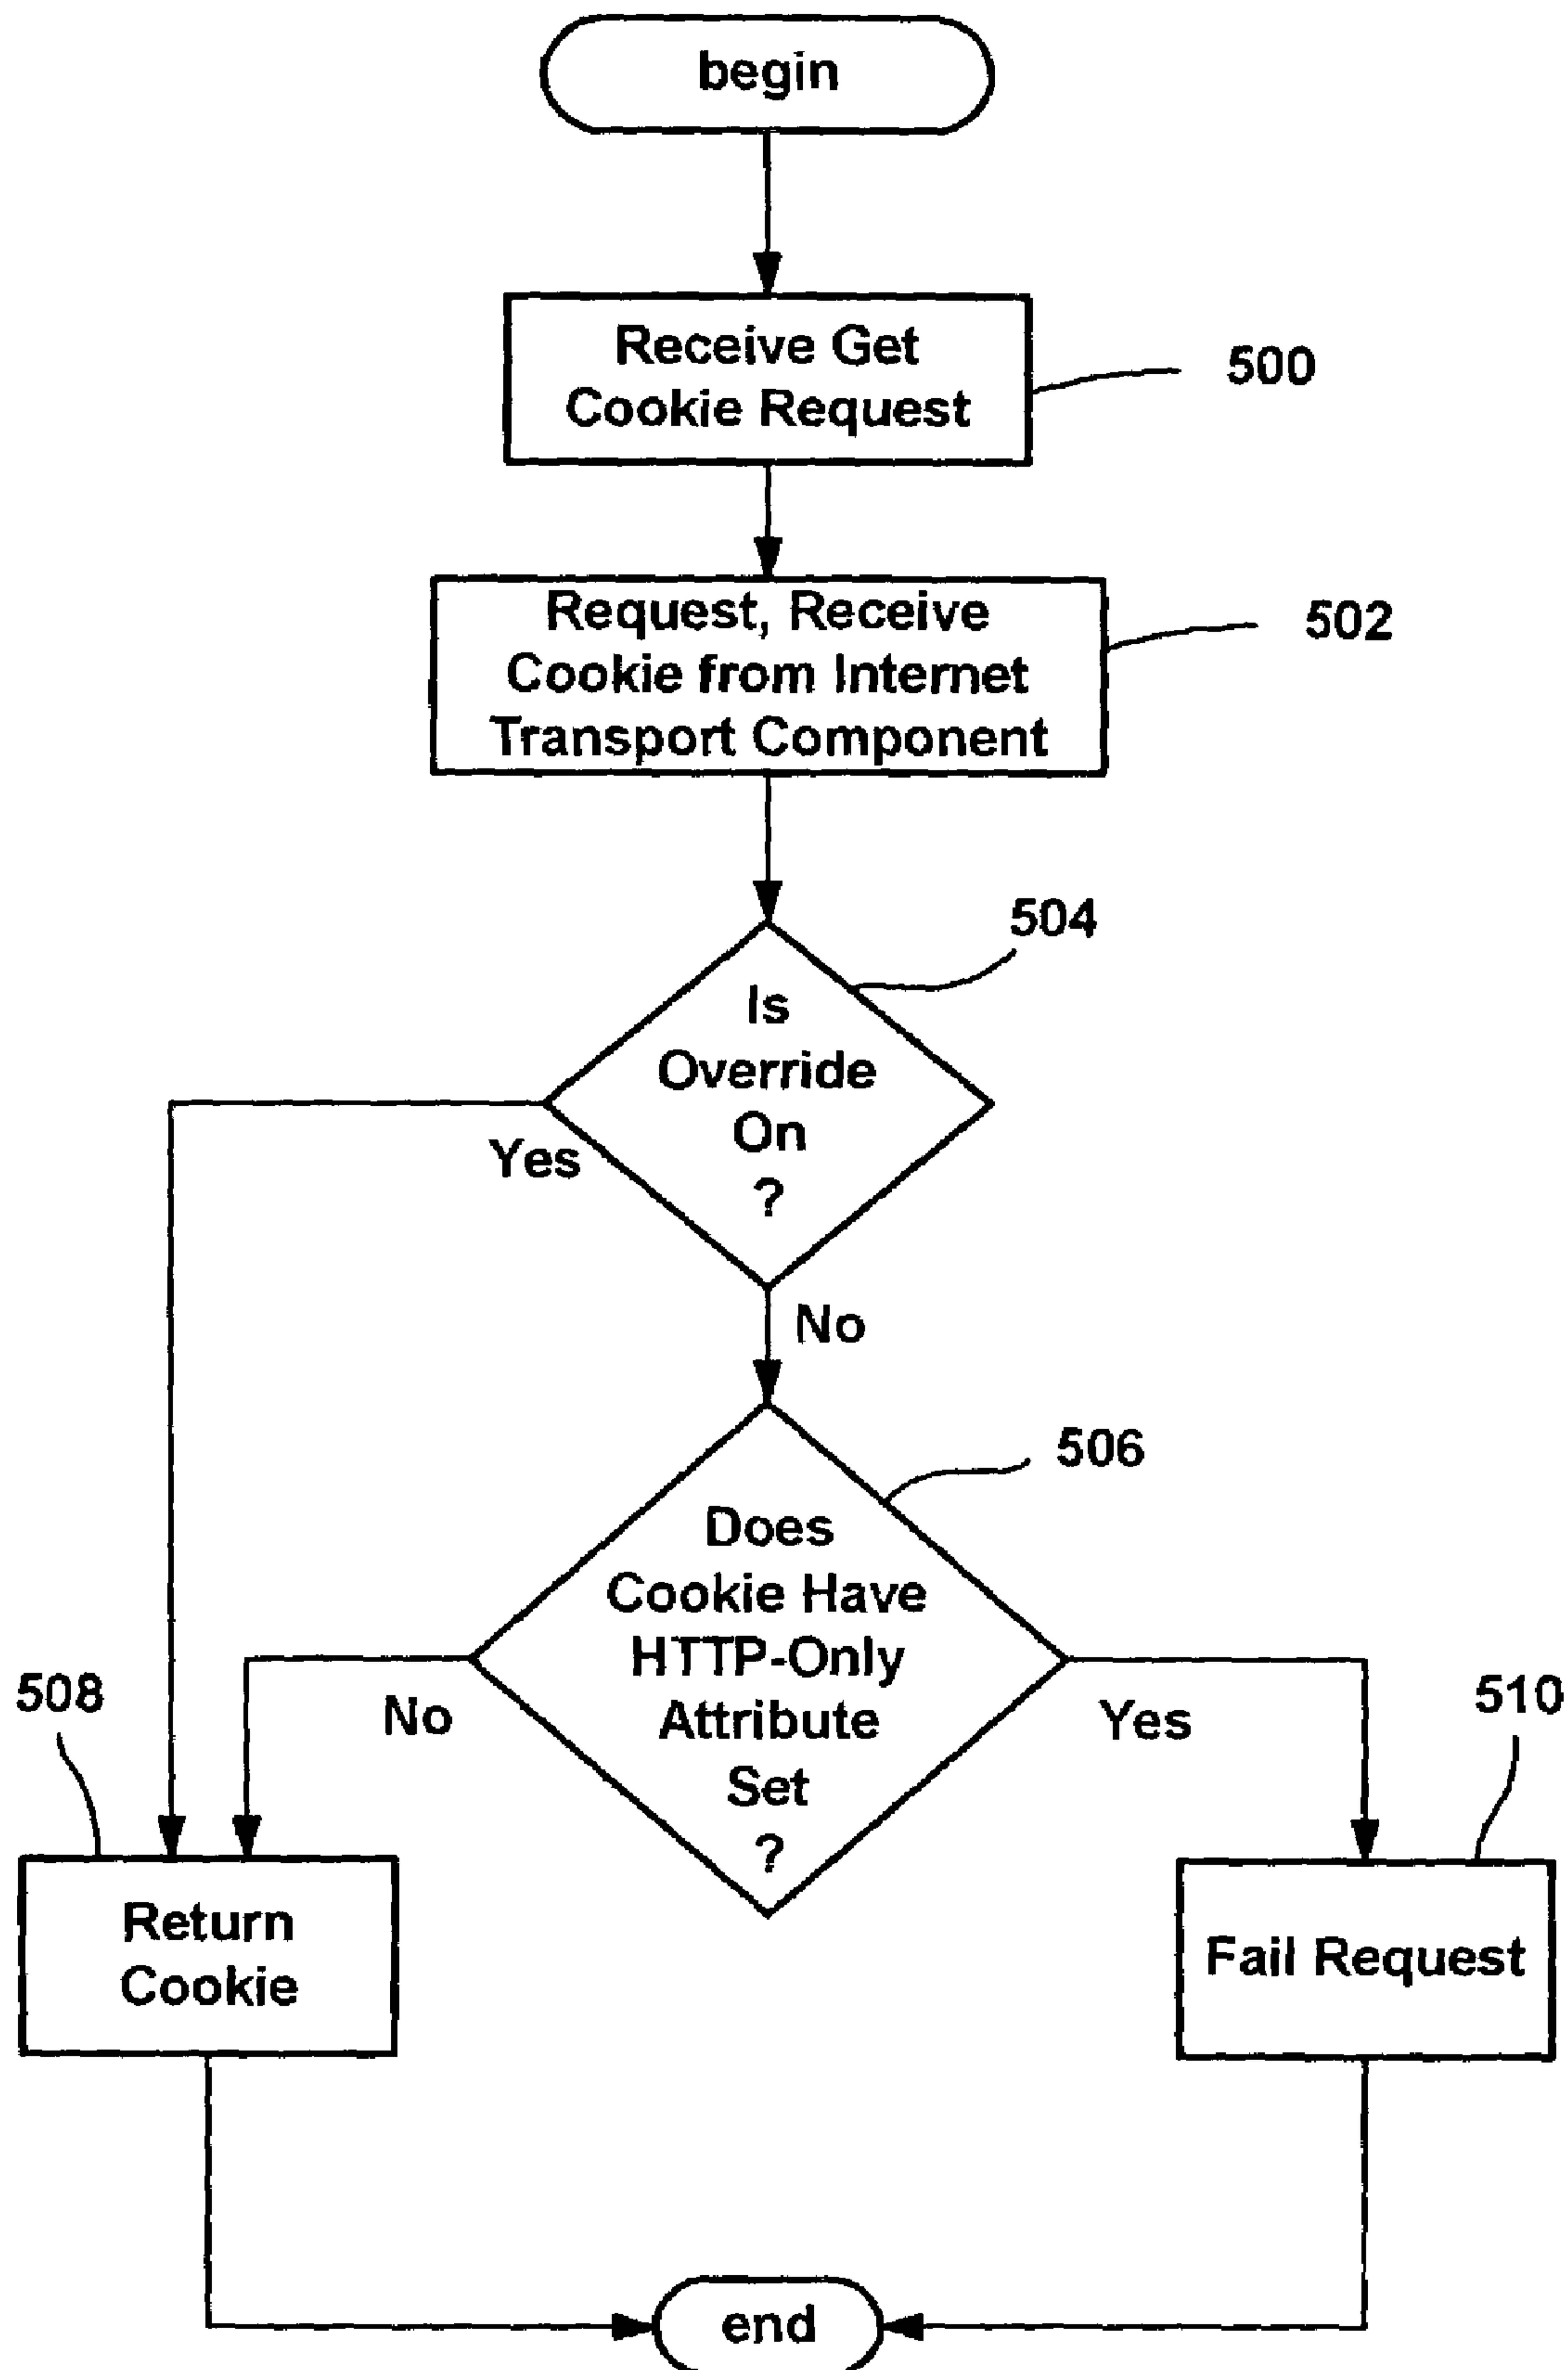 begin
Receive Get
Cookie Request
500
Request, Receive
Cookie from Internet
Transport Component
502
504
Is
Override
On
?
Yes
No
506
Does
Cookie Have
HTTP-Only
Attribute
Set
?
No
Yes
508
510
Return
Cookie
Fail Request
end